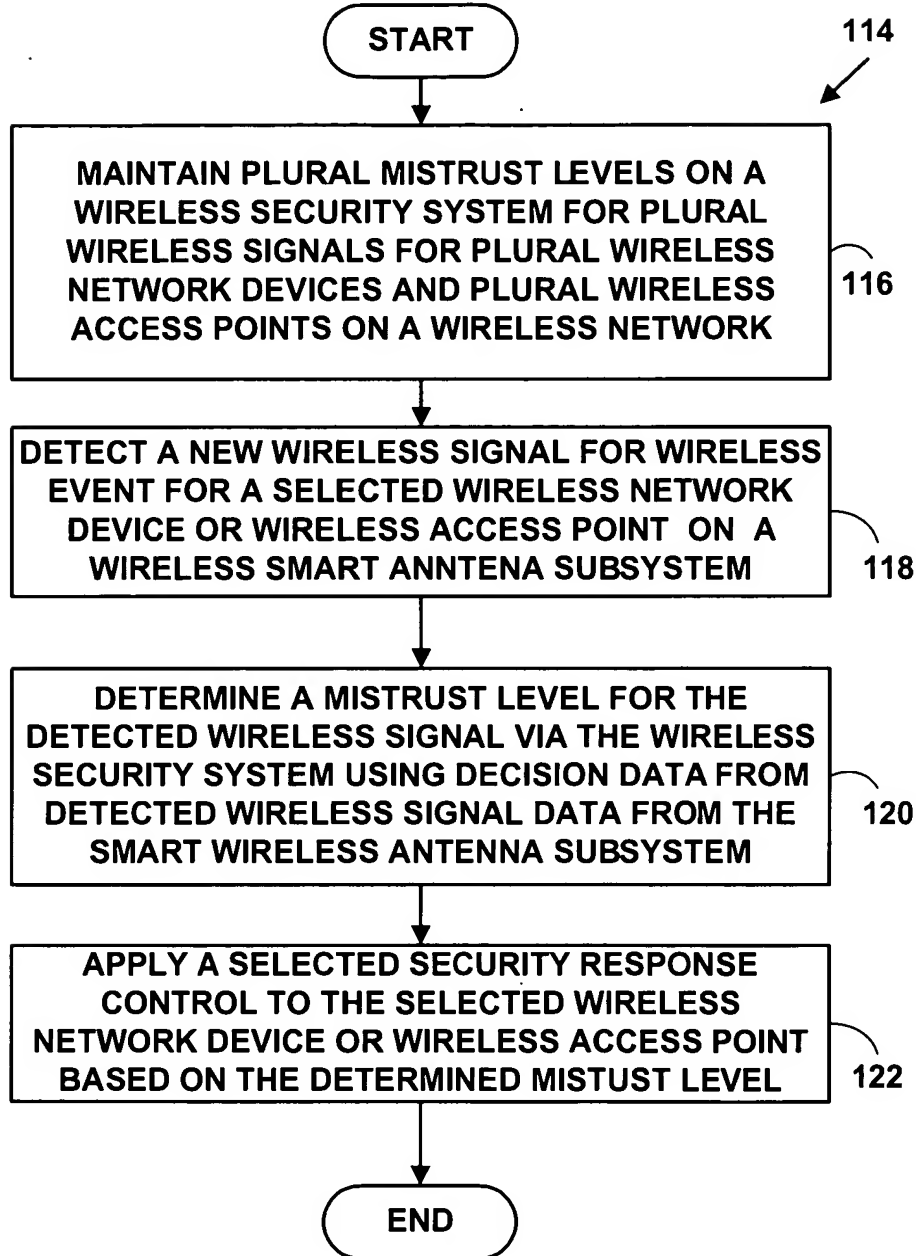 START
114
MAINTAIN PLURAL MISTRUST LEVELS ON A
WIRELESS SECURITY SYSTEM FOR PLURAL
WIRELESS SIGNALS FOR PLURAL WIRELESS
NETWORK DEVICES AND PLURAL WIRELESS
ACCESS POINTS ON A WIRELESS NETWORK
116
DETECT A NEW WIRELESS SIGNAL FOR WIRELESS
EVENT FOR A SELECTED WIRELESS NETWORK
DEVICE OR WIRELESS ACCESS POINT ON A
WIRELESS SMART ANNTENA SUBSYSTEM
118
DETERMINE A MISTRUST LEVEL FOR THE
DETECTED WIRELESS SIGNAL VIA THE WIRELESS
SECURITY SYSTEM USING DECISION DATA FROM
DETECTED WIRELESS SIGNAL DATA FROM THE
SMART WIRELESS ANTENNA SUBSYSTEM
120
APPLY A SELECTED SECURITY RESPONSE
CONTROL TO THE SELECTED WIRELESS
NETWORK DEVICE OR WIRELESS ACCESS POINT
BASED ON THE DETERMINED MISTUST LEVEL
122
END